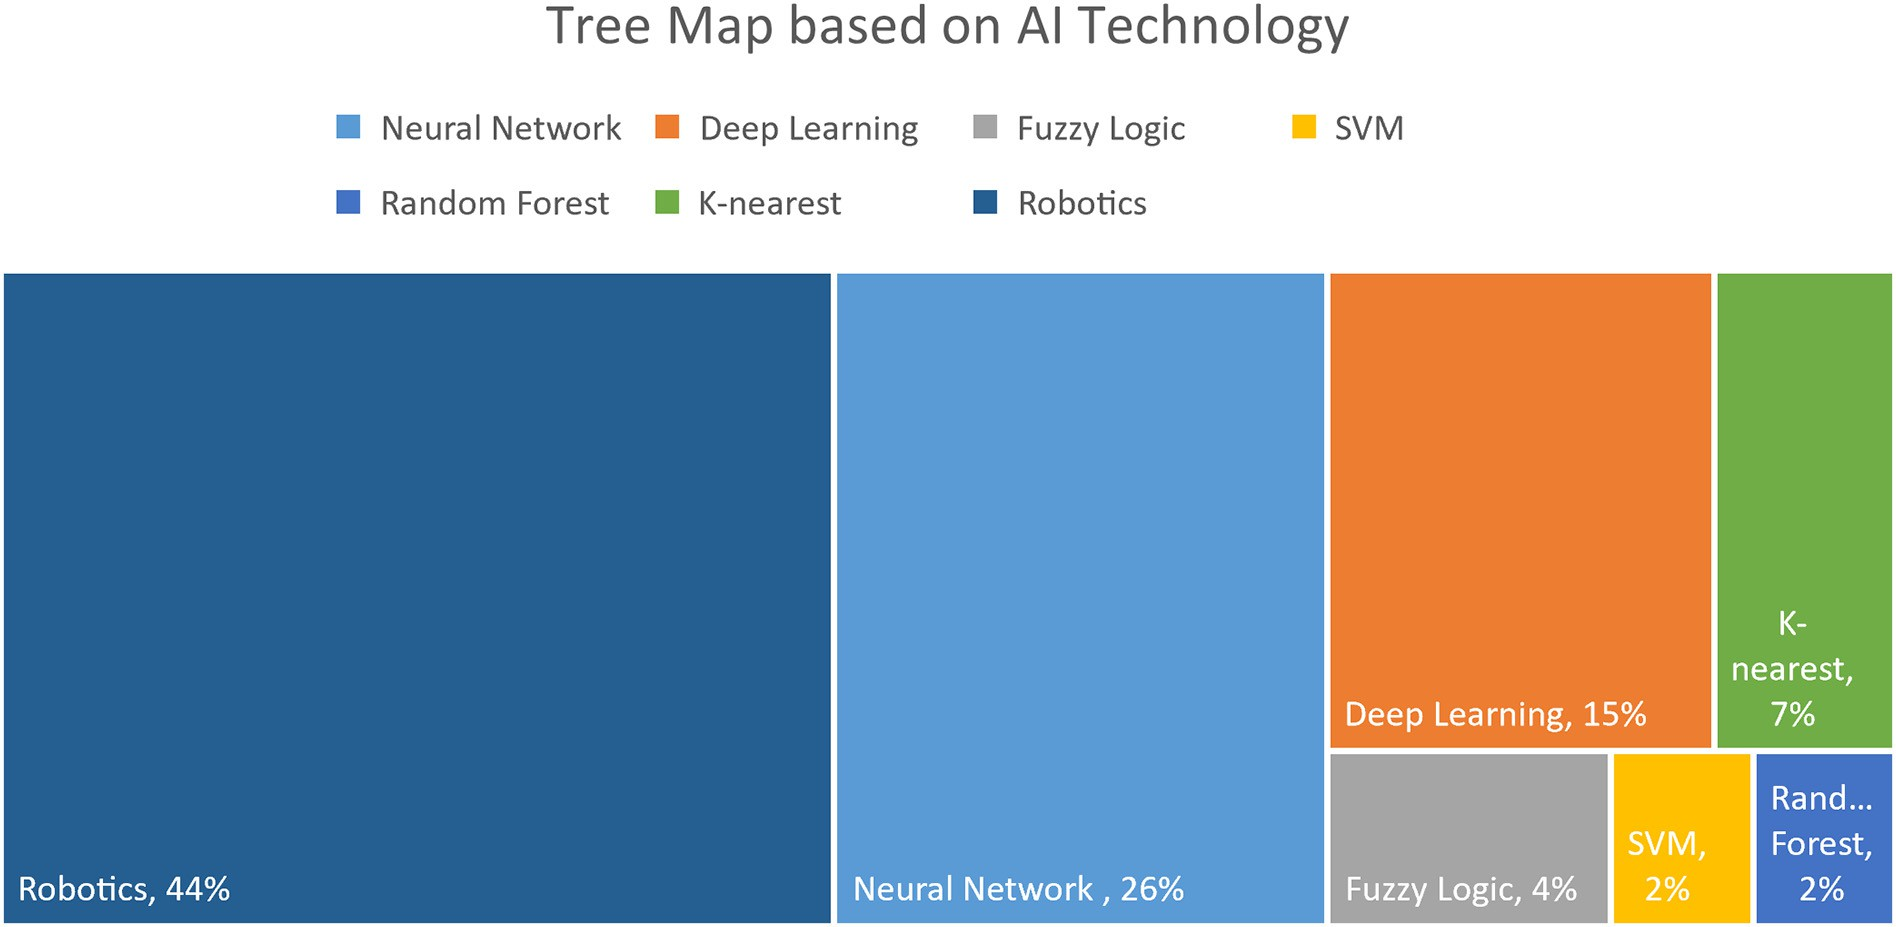 Tree Map based on AI Technology
Neural Network Deep Learning Fuzzy Logic SVM
Random Forest K-nearest Robotics
Robotics, 44%
Neural Network , 26%
Deep Learning, 15%
K-
nearest,
7%
Fuzzy Logic, 4%
SVM,
2%
Rand...
Forest,
2%